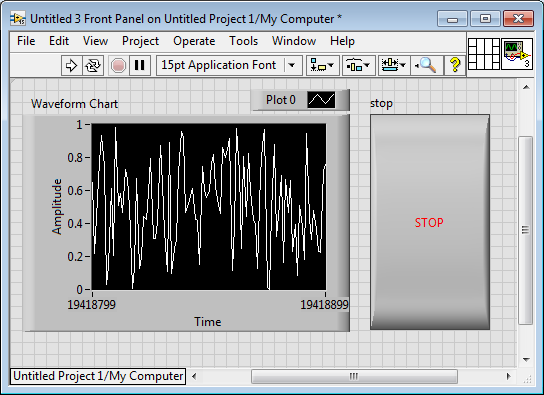 Untitled 3 Front Panel on Untitled Project 1/My Computer *
File Edit View Project Operate Tools Window Help
15pt Application Font
?
3
Waveform Chart
Plot 0
stop
1
0.8
0.6
0.4
0.2
0
Amplitude
19418799 19418899
Time
STOP
Untitled Project 1/My Computer